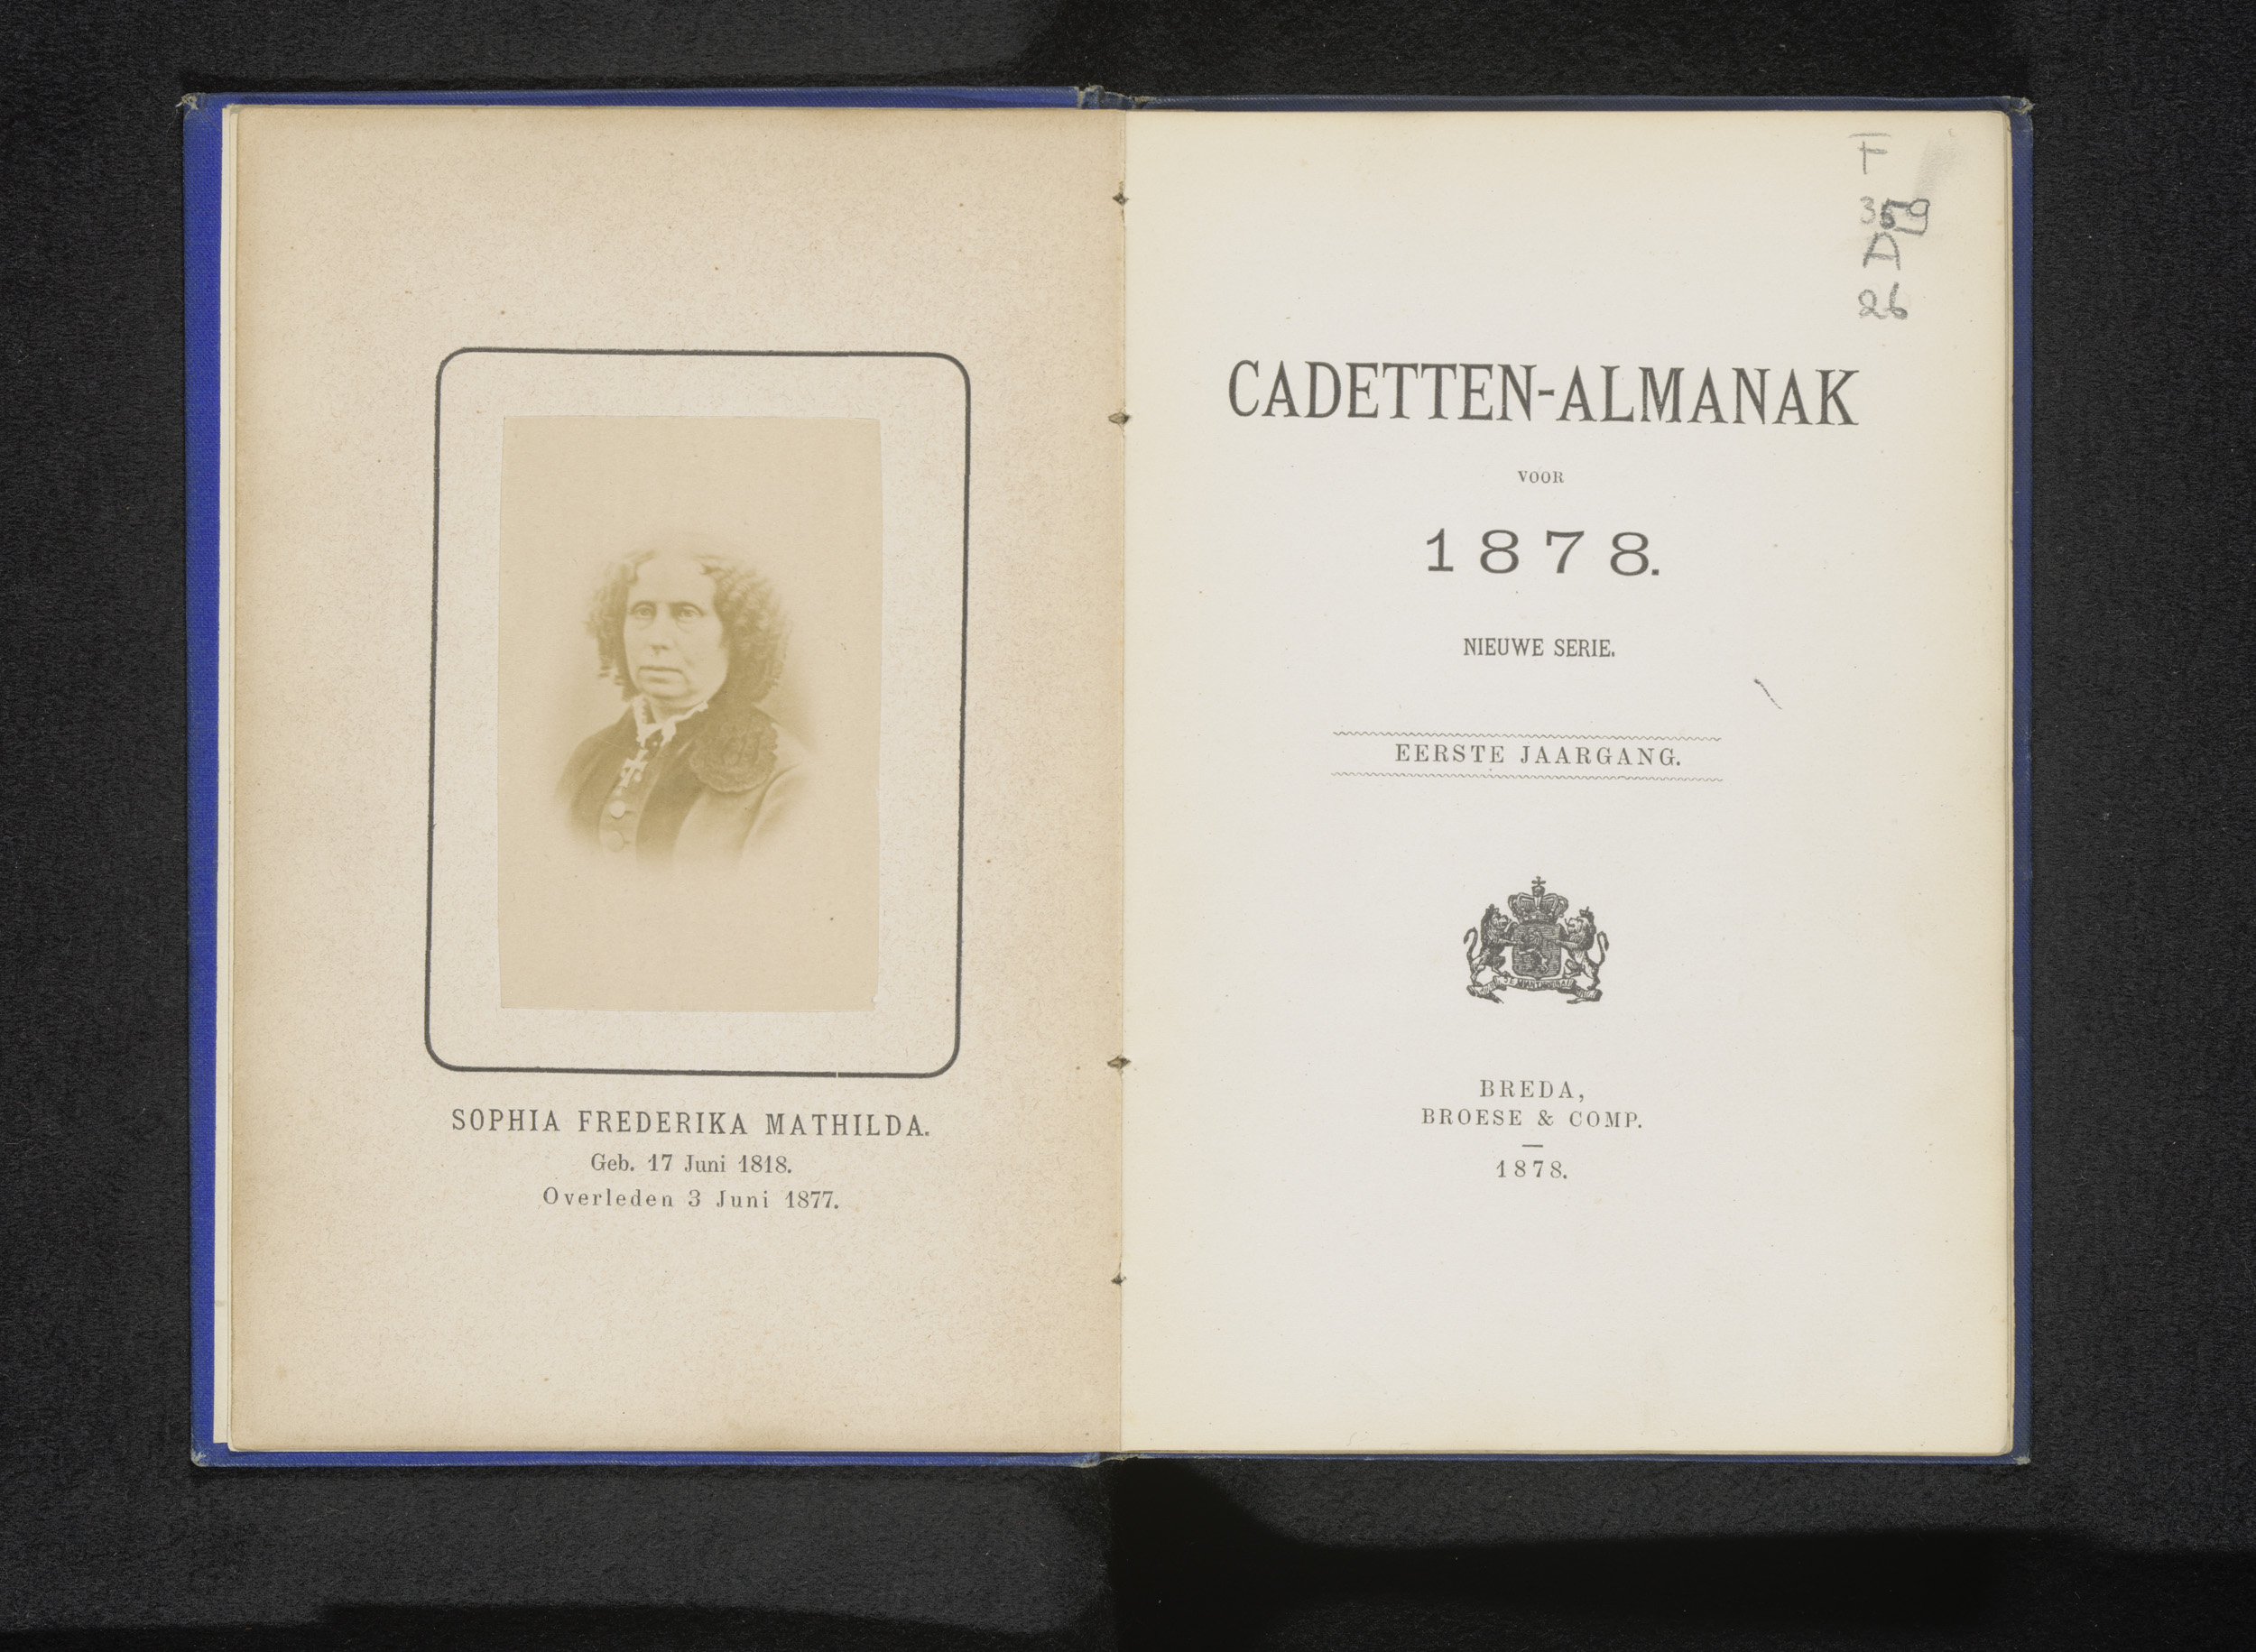 SOPHIA FREDERIKA MATHILDA.
Geb. 17 Juni 1818.
Overleden 3 Juni 1877.
F
359
A
26
CADETTEN-ALMANAK
VOOR
1878.
NIEUWE SERIE.
EERSTE JAARGANG.
BREDA,
BROESE & COMP.
1878.